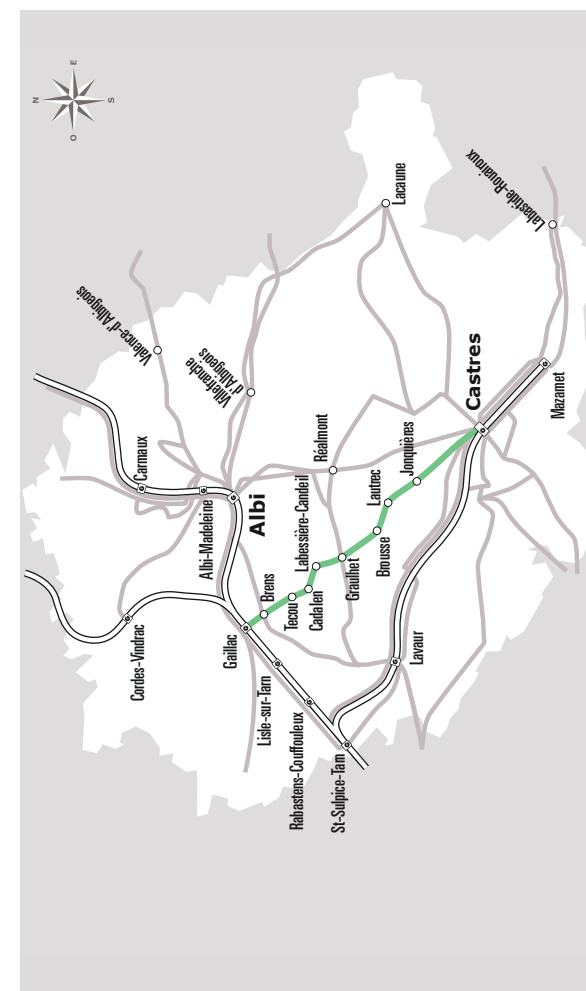 N
E
S
O
Lacaune
Labastide-Rouairoux
Valence-d'Albigeois
Villefranche
d'Albigeois
Castres
Mazamet
Carmaux
Réalmont
Jonquières
Albi-Madeleine
Albi
Labessière-Candeil
Lautrec
Brens
Tecou
Cadalen
Graulhet
Brousse
Cordes-Vindrac
Gaillac
Lavaur
Lisle-sur-Tarn
Rabastens-Couffouleux
St-Sulpice-Tarn